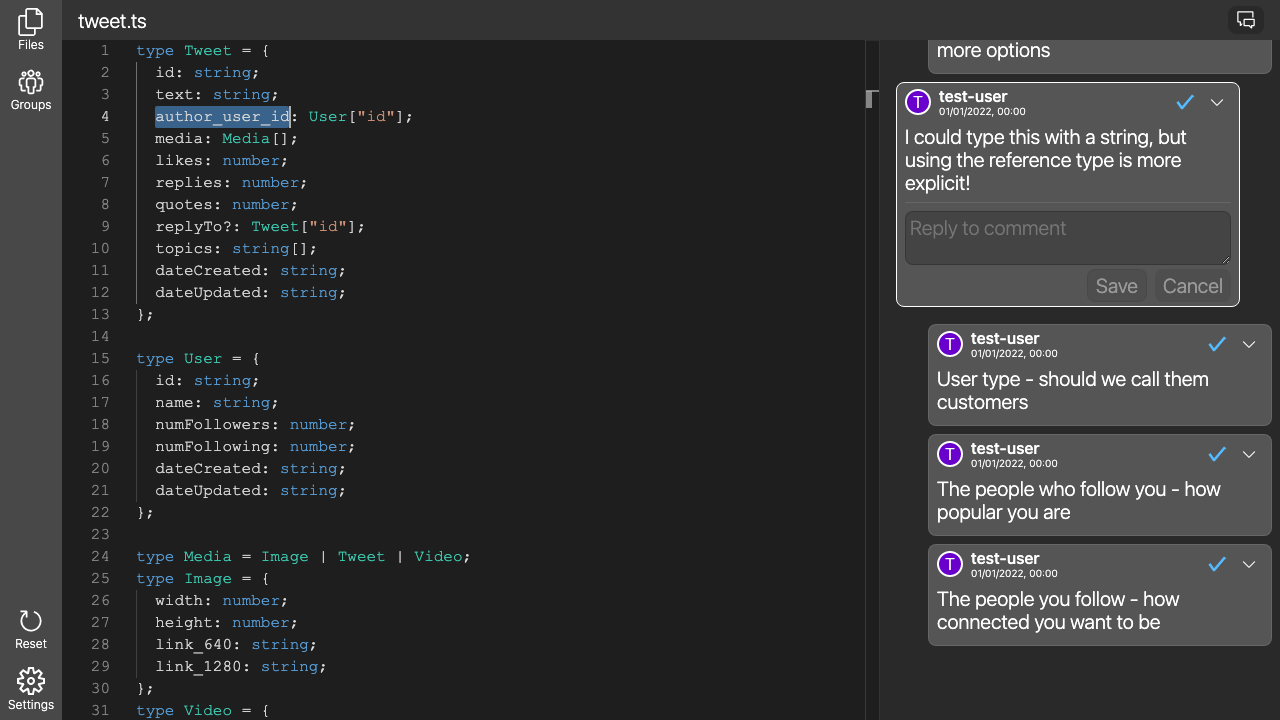 Files
Groups
Reset
Settings
tweet.ts
1 type Tweet = {
2 id: string;
3 text: string;
4 author_user_id: User["id"];
5 media: Media[];
6 likes: number;
7 replies: number;
8 quotes: number;
9 replyTo?: Tweet["id"];
10 topics: string[];
11 dateCreated: string;
12 dateUpdated: string;
13 };
14
15 type User = {
16 id: string;
17 name: string;
18 numFollowers: number;
19 numFollowing: number;
20 dateCreated: string;
21 dateUpdated: string;
22 };
23
24 type Media = Image | Tweet | Video;
25 type Image = {
26 width: number;
27 height: number;
28 link_640: string;
29 link_1280: string;
30 };
31 type Video = {
more options
T test-user
01/01/2022, 00:00
I could type this with a string, but
using the reference type is more
explicit!
Reply to comment
Save Cancel
T test-user
01/01/2022, 00:00
User type - should we call them
customers
T test-user
01/01/2022, 00:00
The people who follow you - how
popular you are
T test-user
01/01/2022, 00:00
The people you follow - how
connected you want to be